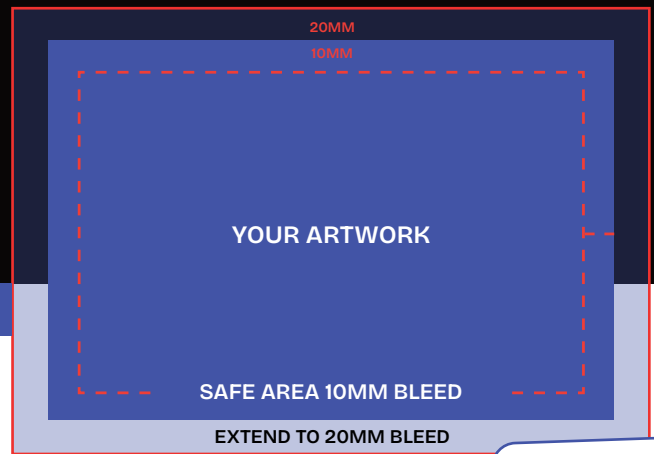 20MM
10MM
YOUR ARTWORK
SAFE AREA 10MM BLEED
EXTEND TO 20MM BLEED